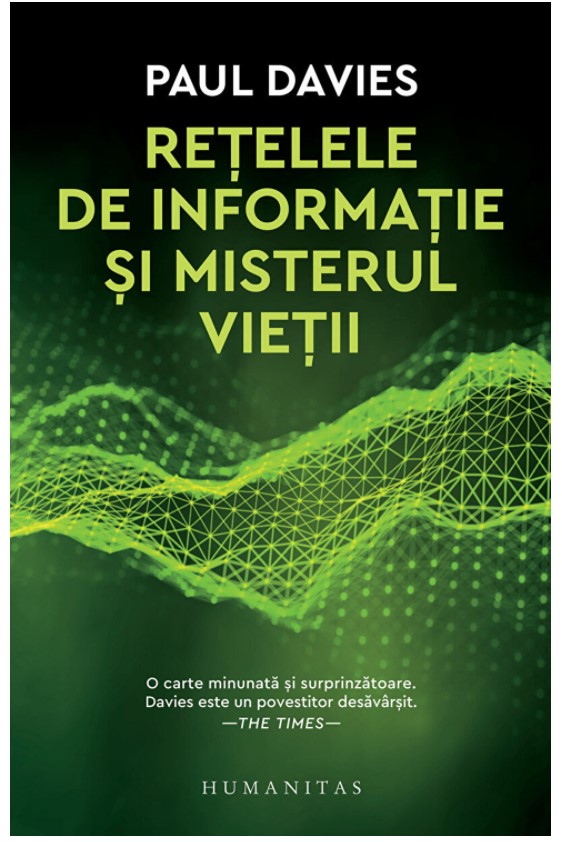 PAUL DAVIES
REȚELELE
DE INFORMAȚIE
ȘI MISTERUL
VIEȚII
O carte minunată și surprinzătoare.
Davies este un povestitor desăvârșit.
—THE TIMES—
HUMANITAS